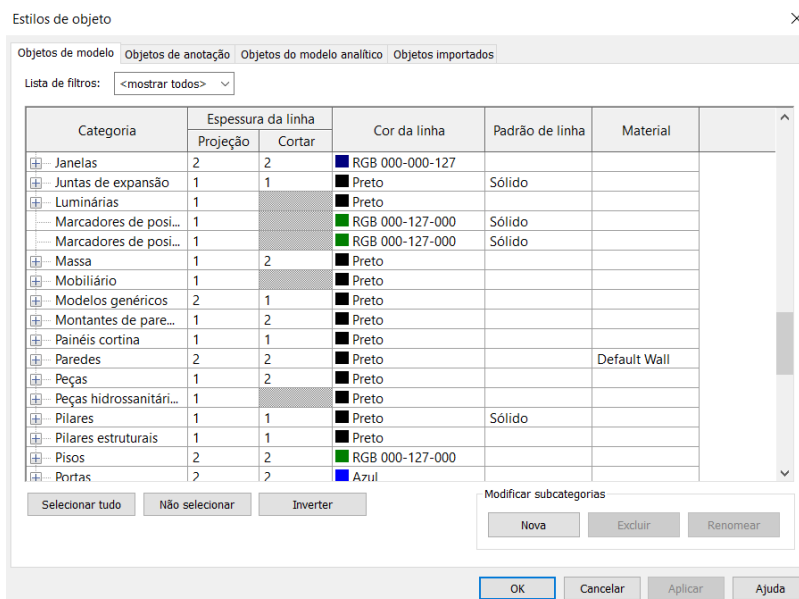 Estilos de objeto
Objetos de modelo Objetos de anotação Objetos do modelo analítico Objetos importados
Lista de filtros: <mostrar todos>
Categoria Espessura da linha Cor da linha Padrão de linha Material
Projeção Cortar
Janelas 2 2 RGB 000-000-127
Juntas de expansão 1 1 Preto Sólido
Luminárias 1 Preto
Marcadores de posi... 1 RGB 000-127-000 Sólido
Marcadores de posi... 1 RGB 000-127-000 Sólido
Massa 1 2 Preto
Mobiliário 1 Preto
Modelos genéricos 2 1 Preto
Montantes de pare... 1 2 Preto
Painéis cortina 1 1 Preto
Paredes 2 2 Preto Default Wall
Peças 1 2 Preto
Peças hidrossanitári... 1 Preto
Pilares 1 1 Preto Sólido
Pilares estruturais 1 1 Preto
Pisos 2 2 RGB 000-127-000
Portas 2 2 Azul
Selecionar tudo Não selecionar Inverter
Modificar subcategorias
Nova Excluir Renomear
OK Cancelar Aplicar Ajuda